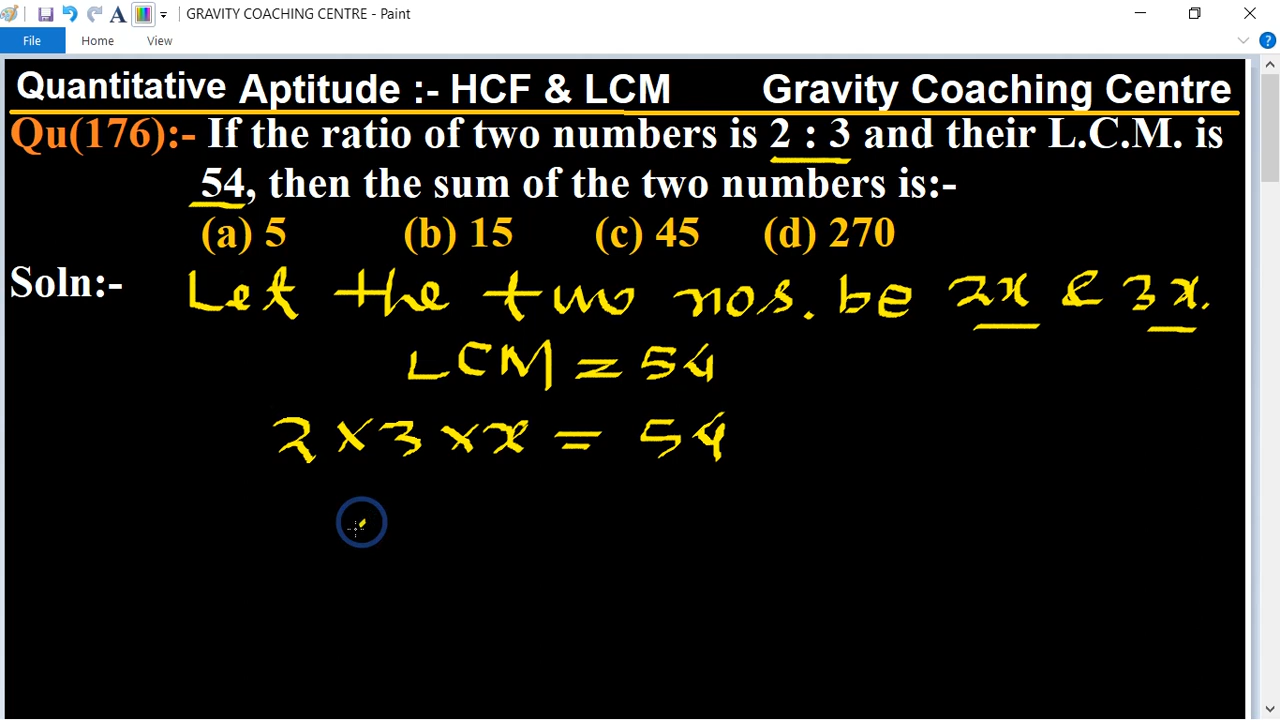 GRAVITY COACHING CENTRE - Paint
File Home View
Quantitative Aptitude :- HCF & LCM Gravity Coaching Centre
Qu(176):- If the ratio of two numbers is 2 : 3 and their L.C.M. is
54, then the sum of the two numbers is:-
(a) 5 (b) 15 (c) 45 (d) 270
Soln:- Let the two nos. be 2x & 3x.
LCM = 54
2 × 3 × x = 54